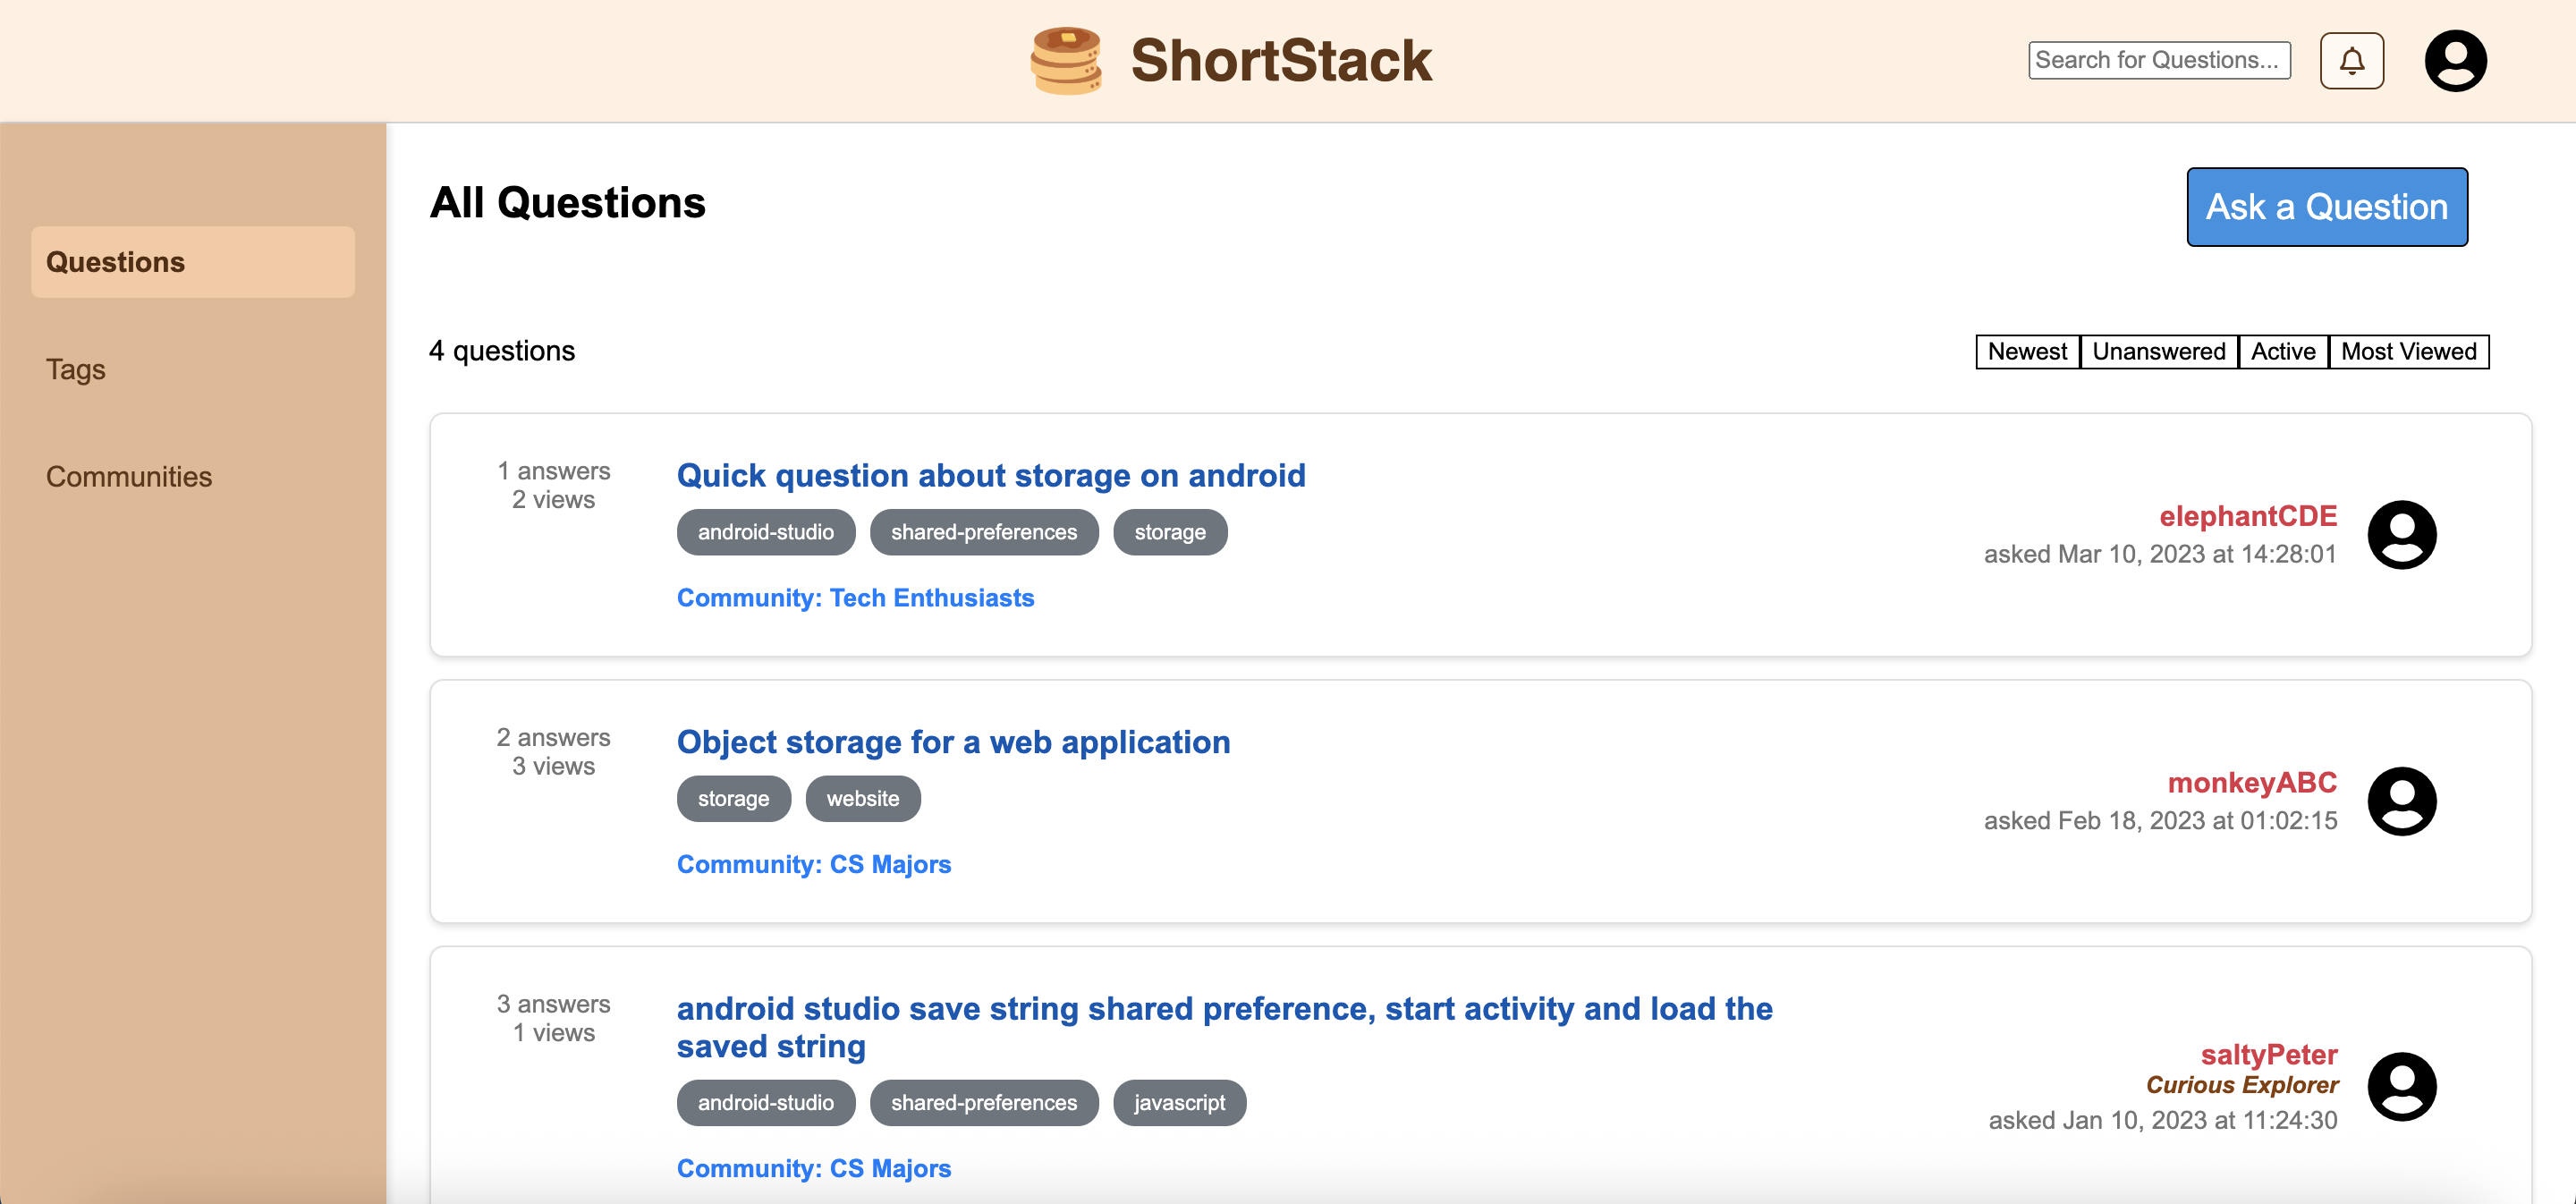 ShortStack
Search for Questions...
Questions
Tags
Communities
All Questions
Ask a Question
4 questions
Newest
Unanswered
Active
Most Viewed
1 answers
2 views
Quick question about storage on android
android-studio
shared-preferences
storage
Community: Tech Enthusiasts
elephantCDE
asked Mar 10, 2023 at 14:28:01
2 answers
3 views
Object storage for a web application
storage
website
Community: CS Majors
monkeyABC
asked Feb 18, 2023 at 01:02:15
3 answers
1 views
android studio save string shared preference, start activity and load the
saved string
android-studio
shared-preferences
javascript
Community: CS Majors
saltyPeter
Curious Explorer
asked Jan 10, 2023 at 11:24:30